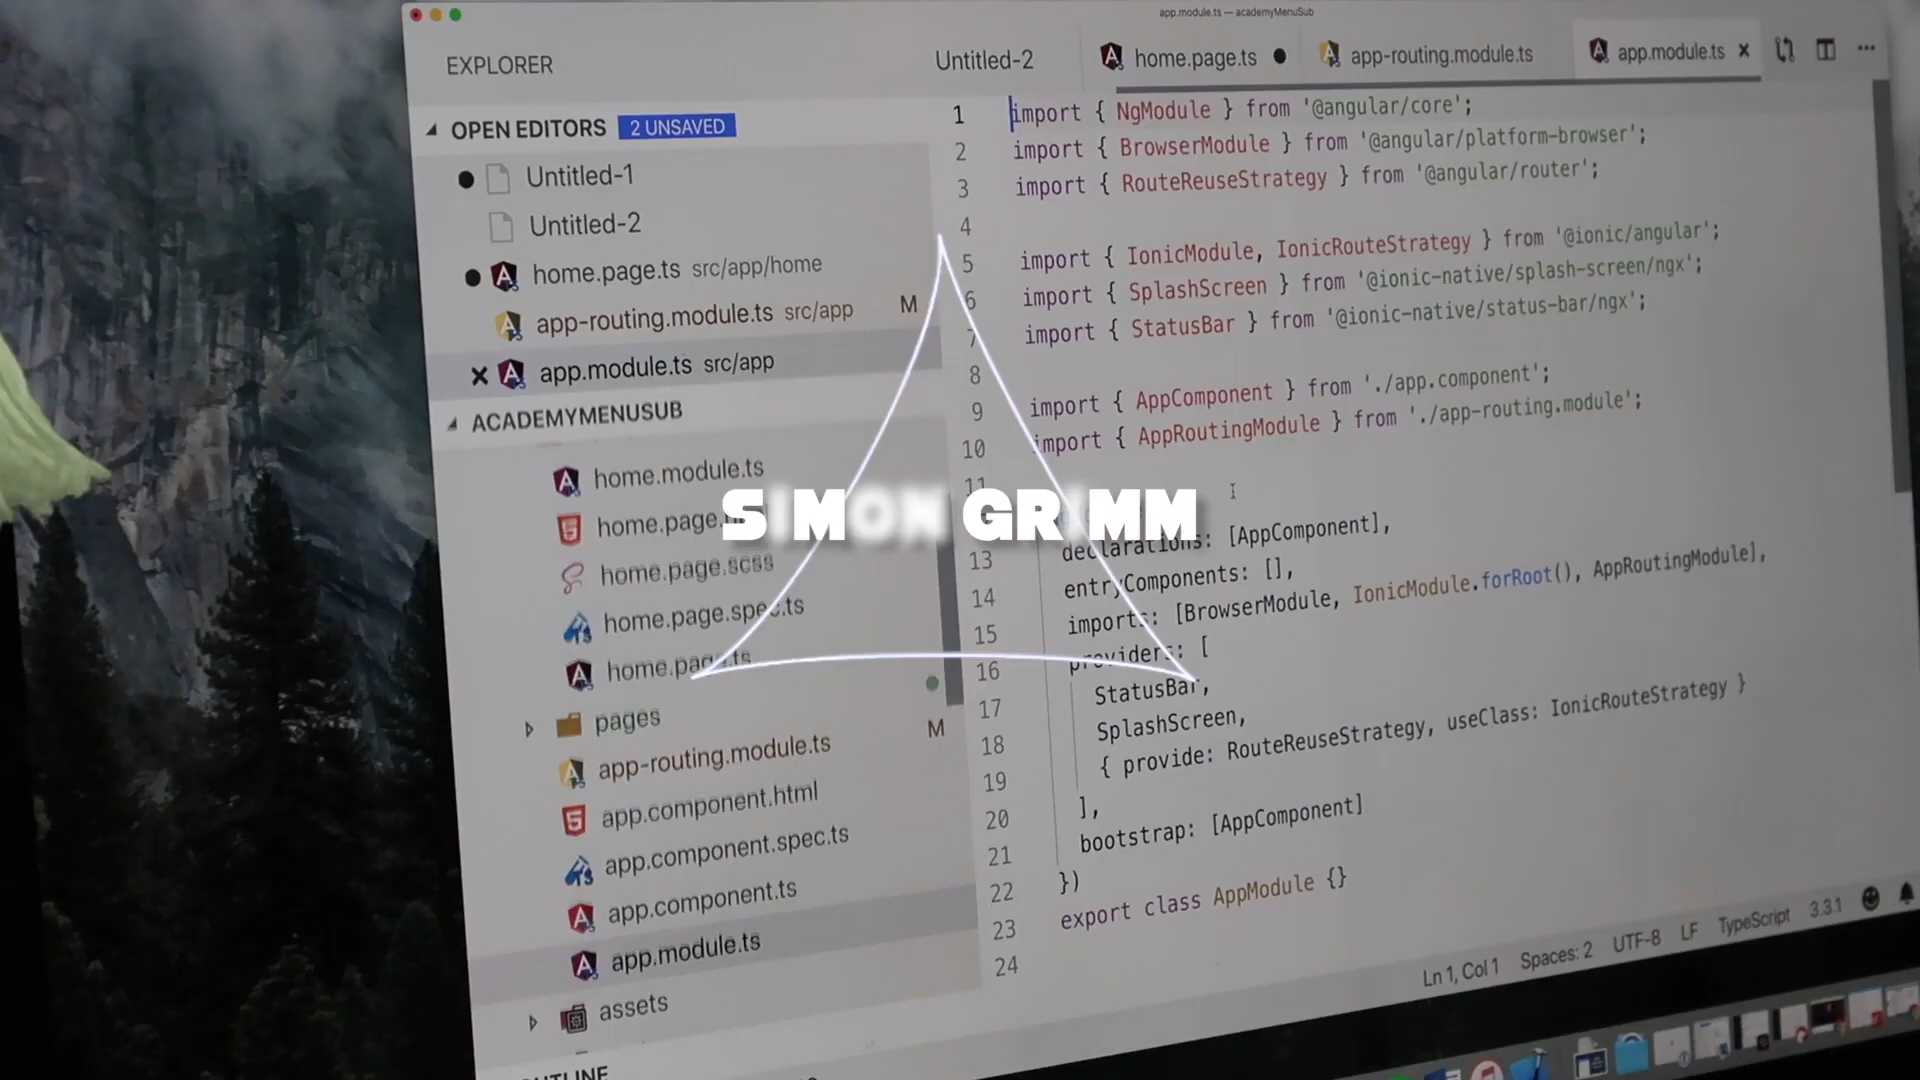 app.module.ts — academyMenuSub
EXPLORER
Untitled-2
home.page.ts
app-routing.module.ts
app.module.ts
OPEN EDITORS
2 UNSAVED
Untitled-1
Untitled-2
home.page.ts src/app/home
app-routing.module.ts src/app M
app.module.ts src/app
ACADEMYMENUSUB
home.module.ts
home.page.
home.page.scss
home.page.spec.ts
home.page.ts
pages
app-routing.module.ts M
app.component.html
app.component.spec.ts
app.component.ts
app.module.ts
assets
1 import { NgModule } from '@angular/core';
2 import { BrowserModule } from '@angular/platform-browser';
3 import { RouteReuseStrategy } from '@angular/router';
4
5 import { IonicModule, IonicRouteStrategy } from '@ionic/angular';
6 import { SplashScreen } from '@ionic-native/splash-screen/ngx';
7 import { StatusBar } from '@ionic-native/status-bar/ngx';
8
9 import { AppComponent } from './app.component';
10 import { AppRoutingModule } from './app-routing.module';
11
SIMON GRIMM
13 declarations: [AppComponent],
14 entryComponents: [],
15 imports: [BrowserModule, IonicModule.forRoot(), AppRoutingModule],
16 providers: [
17 StatusBar,
18 SplashScreen,
19 { provide: RouteReuseStrategy, useClass: IonicRouteStrategy }
20 ],
21 bootstrap: [AppComponent]
22 })
23 export class AppModule {}
24
Ln 1, Col 1 Spaces: 2 UTF-8 LF TypeScript 3.3.1